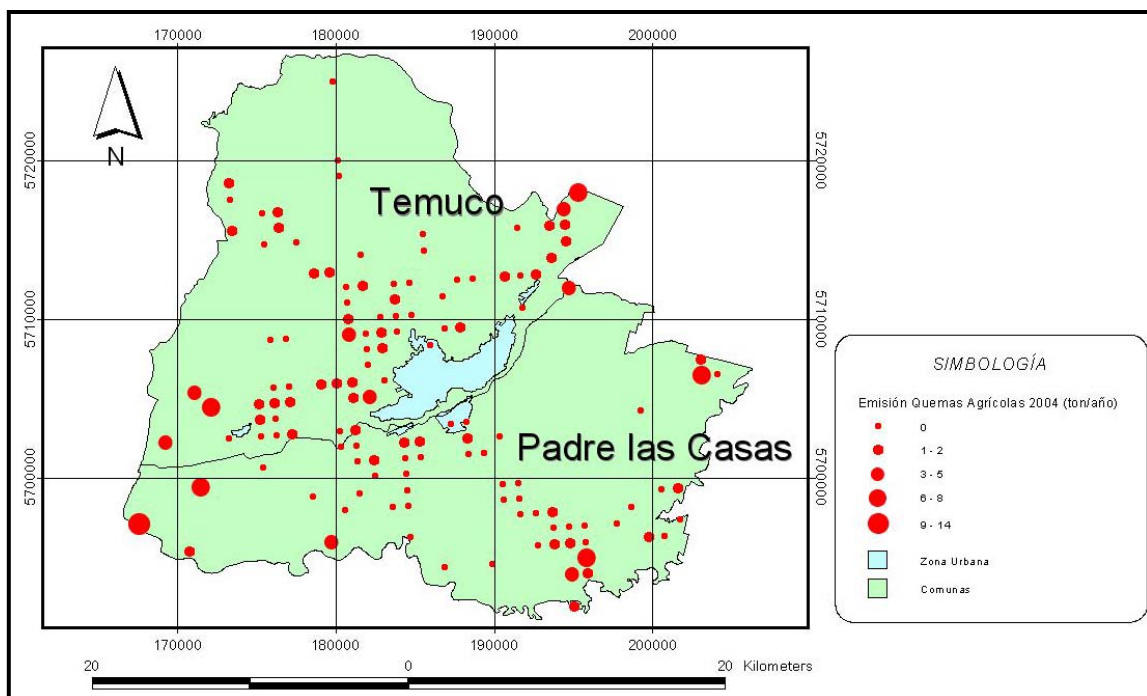 170000 180000 190000 200000
N
5720000 5720000
Temuco
5710000 5710000
Padre las Casas
5700000 5700000
170000 180000 190000 200000
20 0 20 Kilometers
SIMBOLOGÍA
Emisión Quemas Agrícolas 2004 (ton/año)
0
1 - 2
3 - 5
6 - 8
9 - 14
Zona Urbana
Comunas